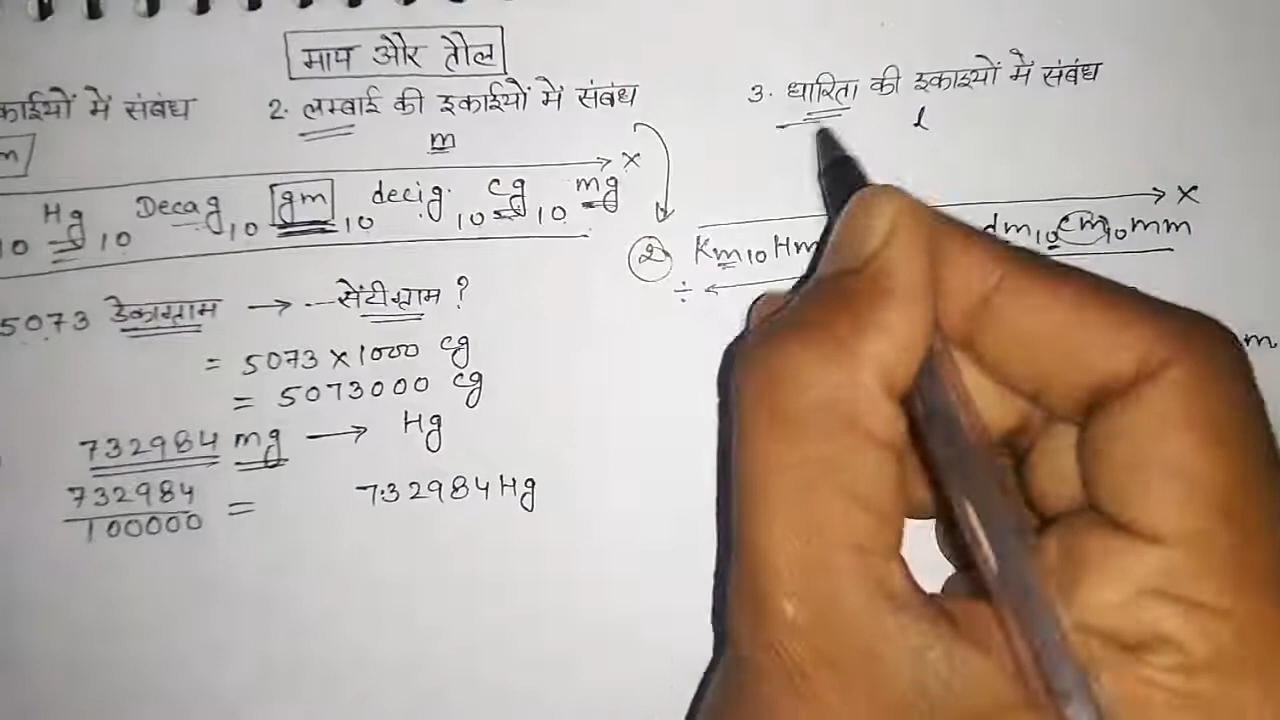 माप और तौल
काईयों में संबंध
2. लम्बाई की इकाईयों में संबंध
m
3. धारिता की इकाइयों में संबंध
l
m
x
10 Hg 10 Decag 10 gm 10 decig. 10 cg 10 mg
x
② Km 10 Hm dm 10 cm 10 mm
÷
5073 डेकाग्राम → सेंटीग्राम ?
= 5073 x 1000 cg
= 5073000 cg
m
732984 mg → Hg
732984
100000
= 7.32984 Hg